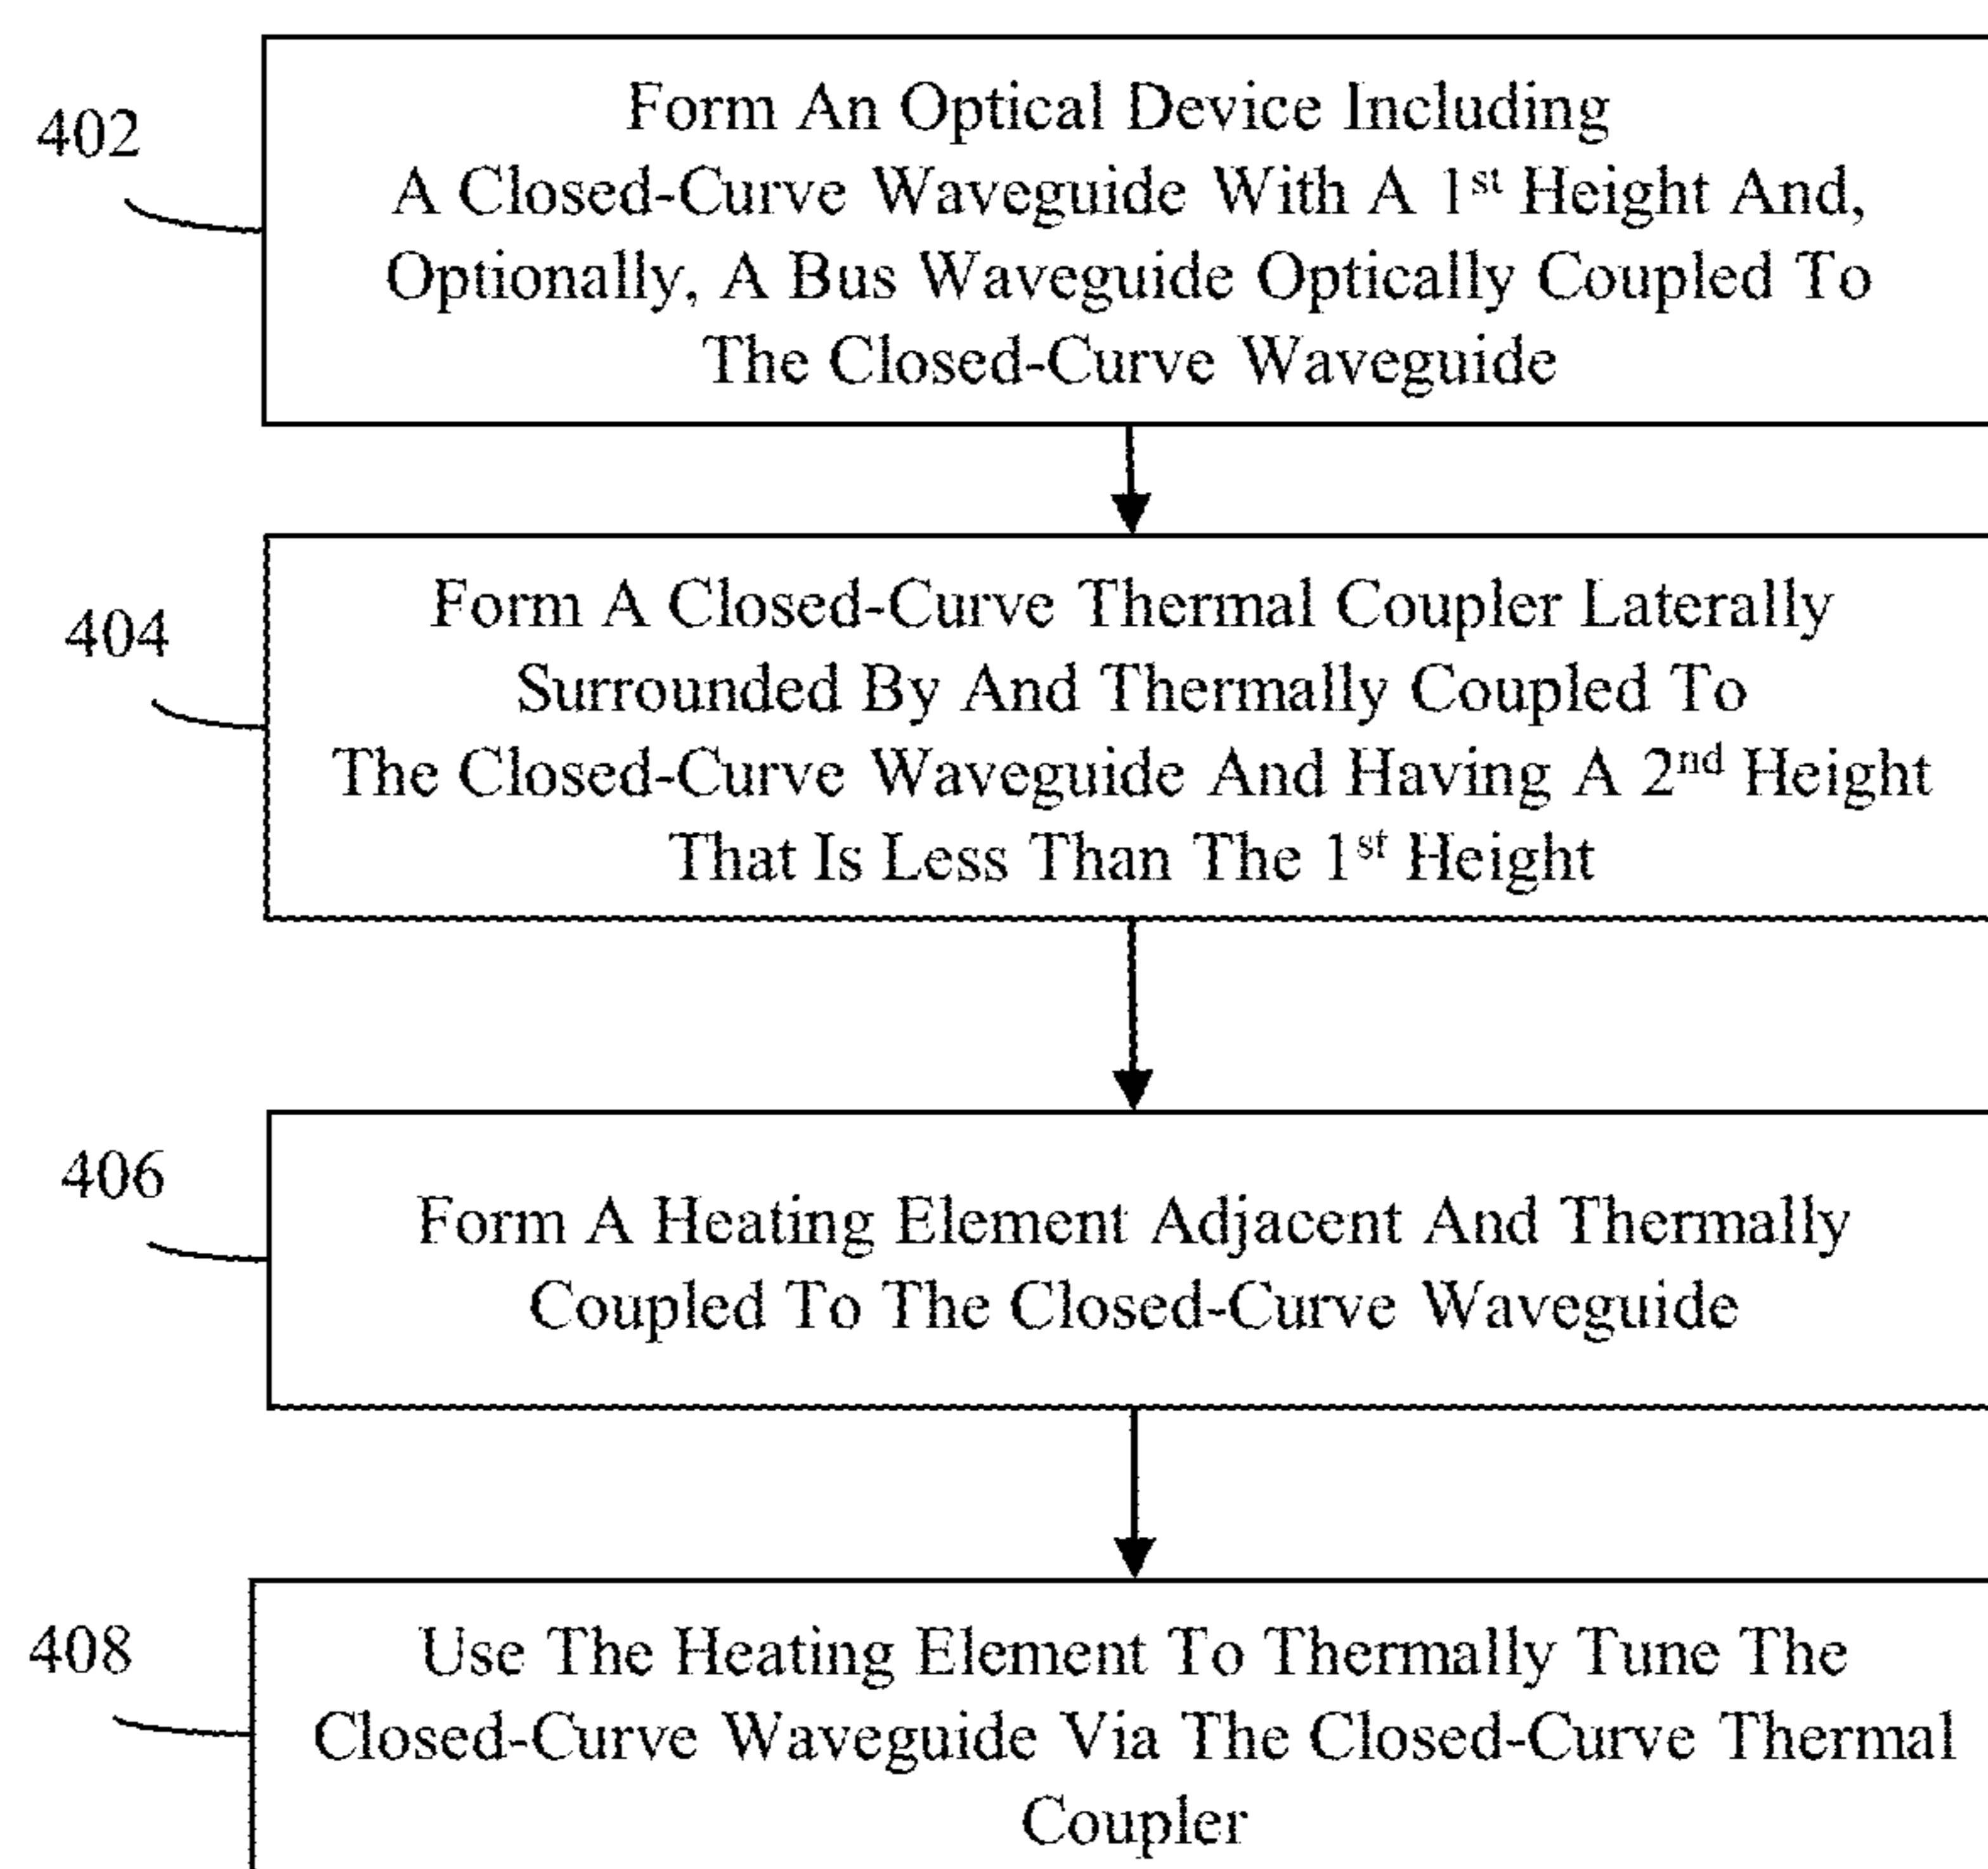 402
Form An Optical Device Including
A Closed-Curve Waveguide With A 1st Height And,
Optionally, A Bus Waveguide Optically Coupled To
The Closed-Curve Waveguide
404
Form A Closed-Curve Thermal Coupler Laterally
Surrounded By And Thermally Coupled To
The Closed-Curve Waveguide And Having A 2nd Height
That Is Less Than The 1st Height
406
Form A Heating Element Adjacent And Thermally
Coupled To The Closed-Curve Waveguide
408
Use The Heating Element To Thermally Tune The
Closed-Curve Waveguide Via The Closed-Curve Thermal
Coupler